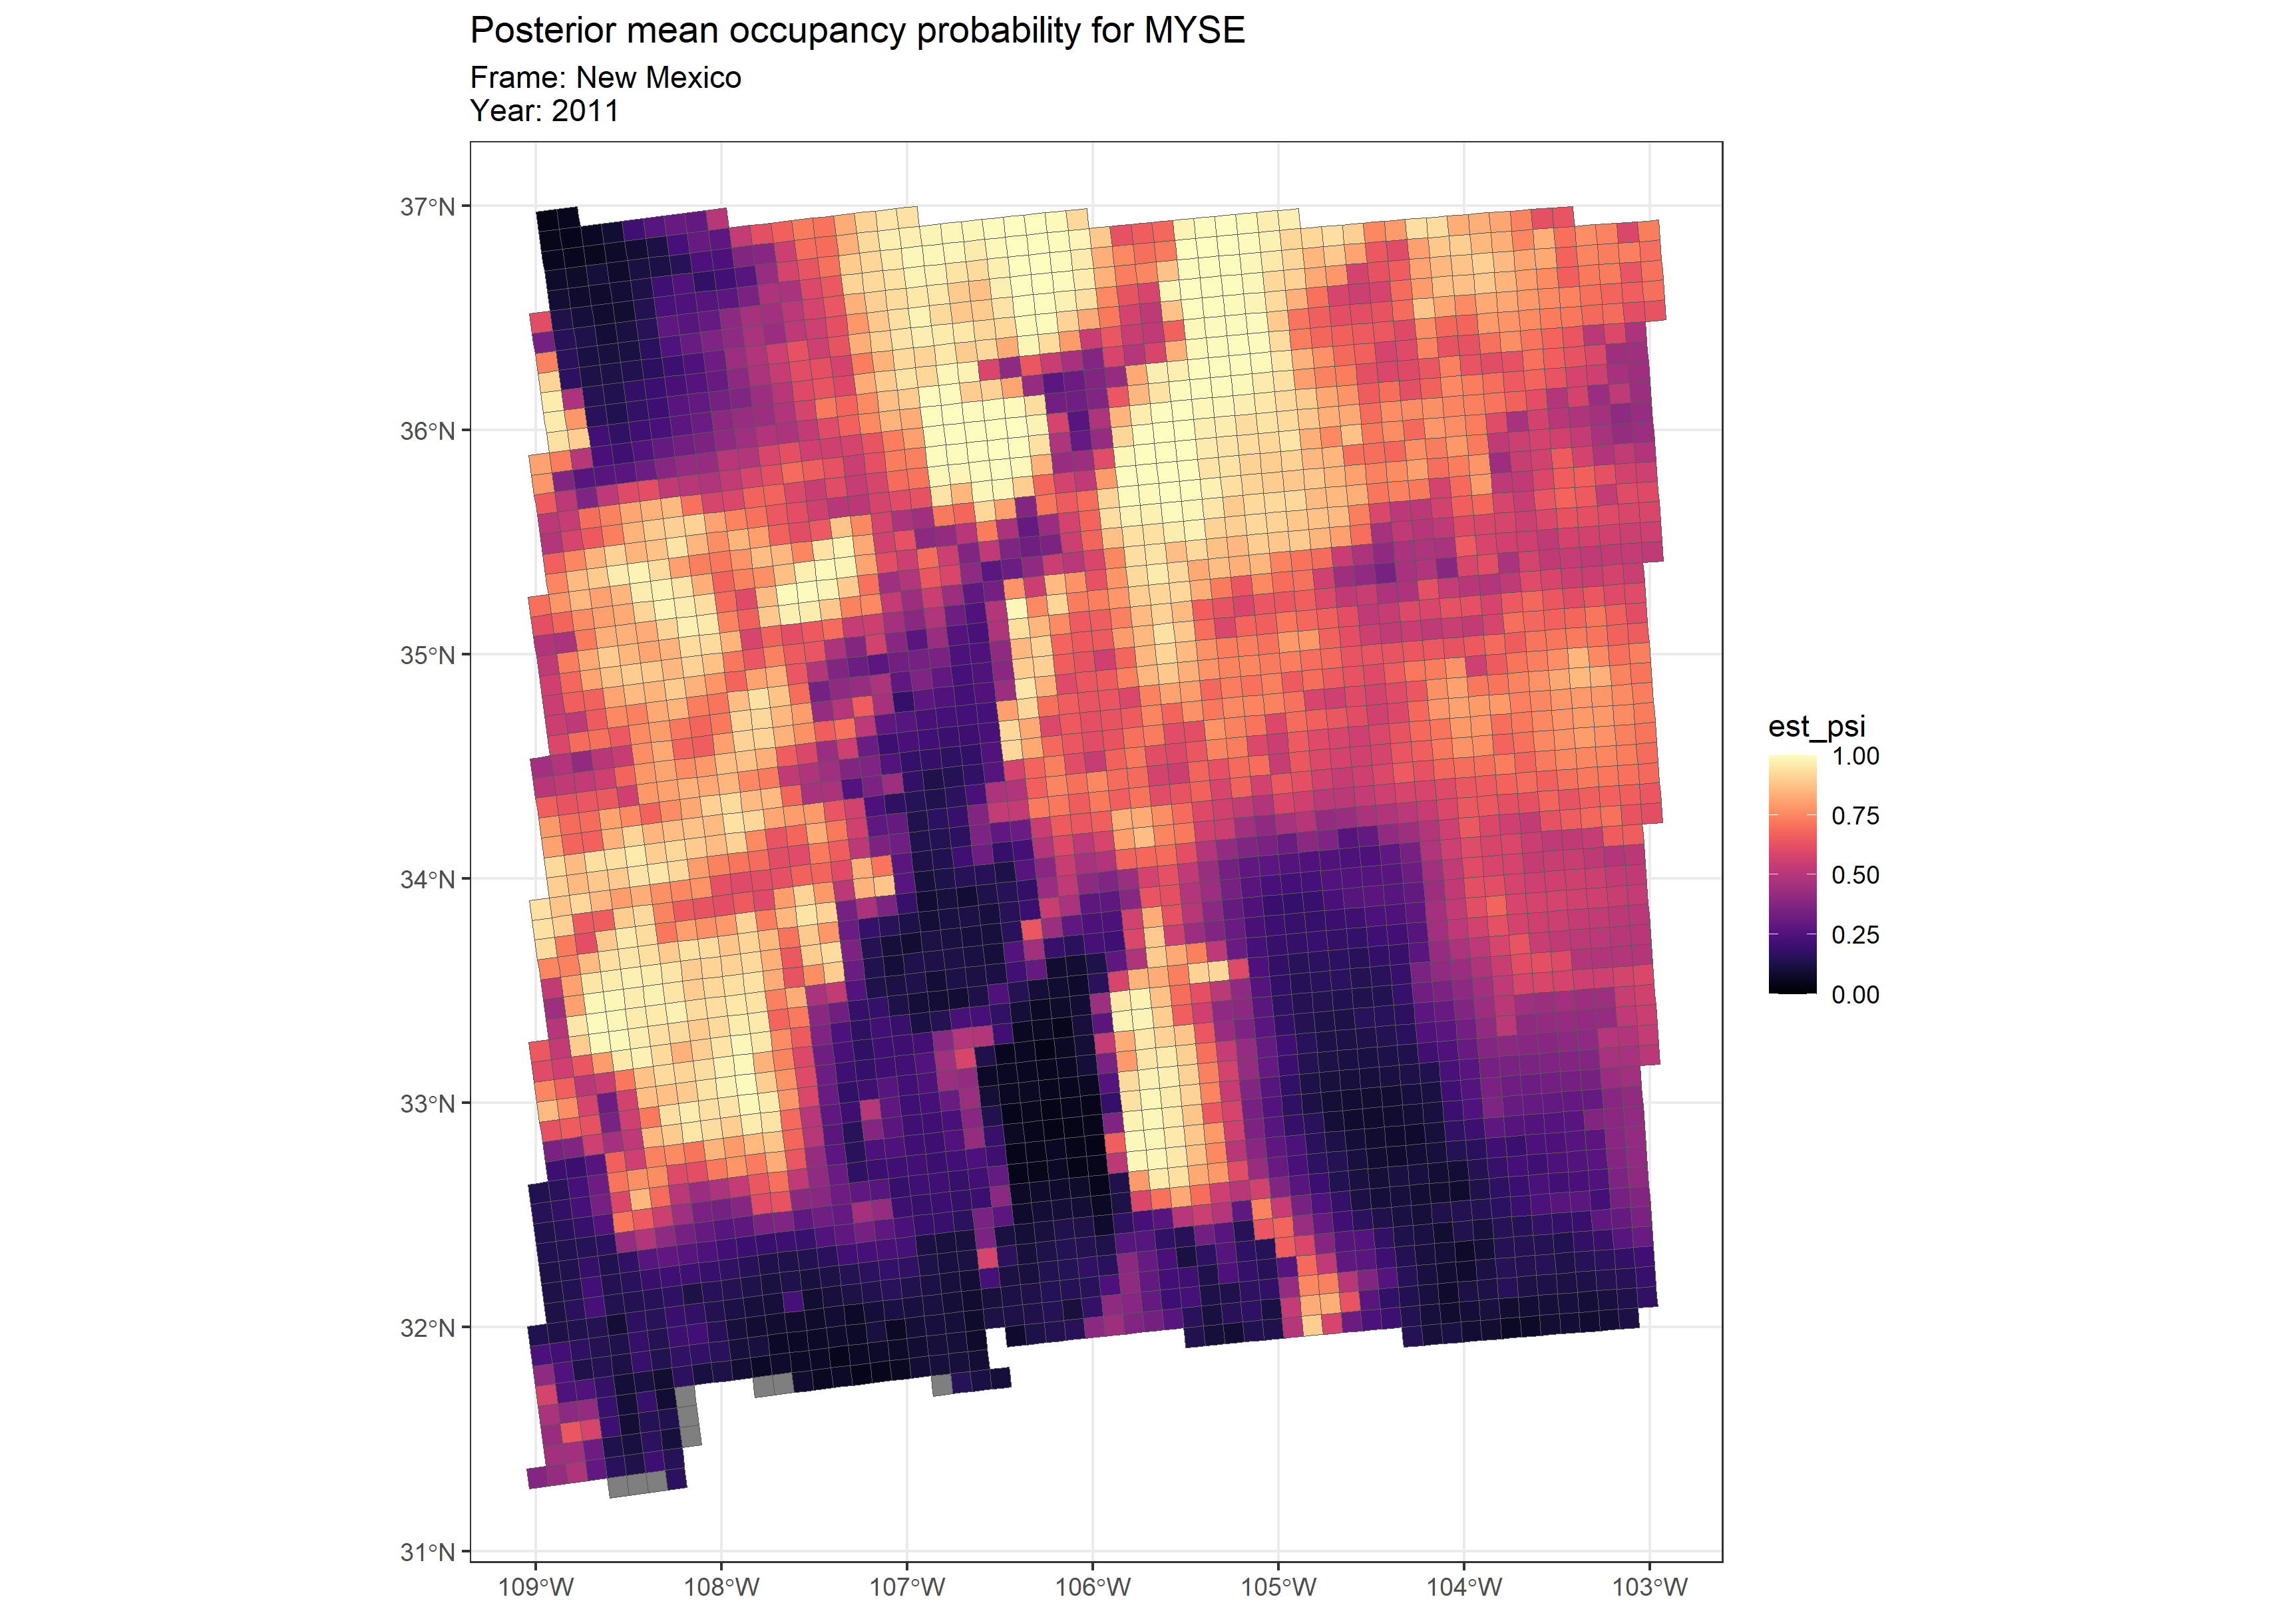 Posterior mean occupancy probability for MYSE
Frame: New Mexico
Year: 2011
37°N
36°N
35°N
34°N
33°N
32°N
31°N
109°W
108°W
107°W
106°W
105°W
104°W
103°W
est_psi
1.00
0.75
0.50
0.25
0.00